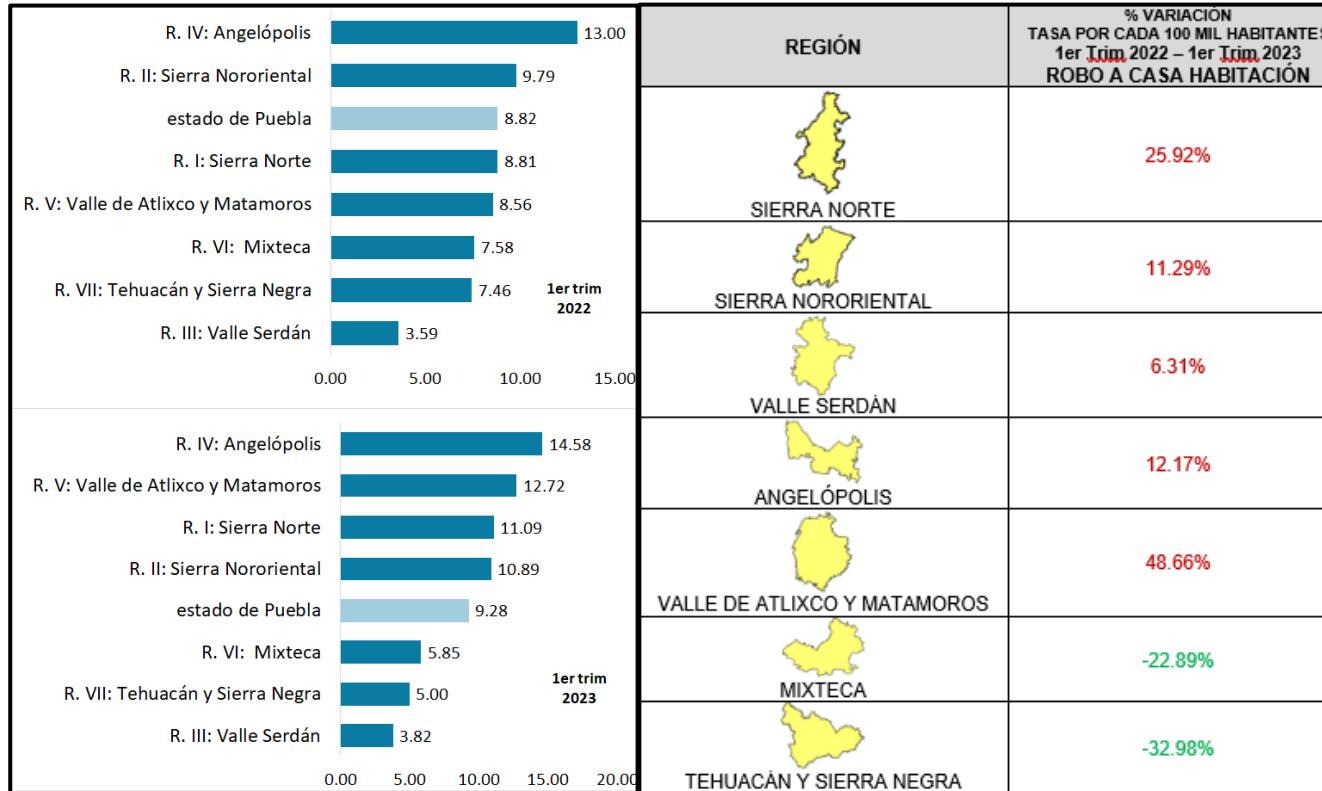 R. IV: Angelópolis 13.00
R. II: Sierra Nororiental 9.79
estado de Puebla 8.82
R. I: Sierra Norte 8.81
R. V: Valle de Atlixco y Matamoros 8.56
R. VI:  Mixteca 7.58
R. VII: Tehuacán y Sierra Negra 7.46
R. III: Valle Serdán 3.59
1er trim
2022
0.00 5.00 10.00 15.00
R. IV: Angelópolis 14.58
R. V: Valle de Atlixco y Matamoros 12.72
R. I: Sierra Norte 11.09
R. II: Sierra Nororiental 10.89
estado de Puebla 9.28
R. VI:  Mixteca 5.85
R. VII: Tehuacán y Sierra Negra 5.00
R. III: Valle Serdán 3.82
1er trim
2023
0.00 5.00 10.00 15.00 20.00
REGIÓN
% VARIACIÓN
TASA POR CADA 100 MIL HABITANTES
1er Trim 2022 – 1er Trim 2023
ROBO A CASA HABITACIÓN
SIERRA NORTE
25.92%
SIERRA NORORIENTAL
11.29%
VALLE SERDÁN
6.31%
ANGELÓPOLIS
12.17%
VALLE DE ATLIXCO Y MATAMOROS
48.66%
MIXTECA
-22.89%
TEHUACÁN Y SIERRA NEGRA
-32.98%